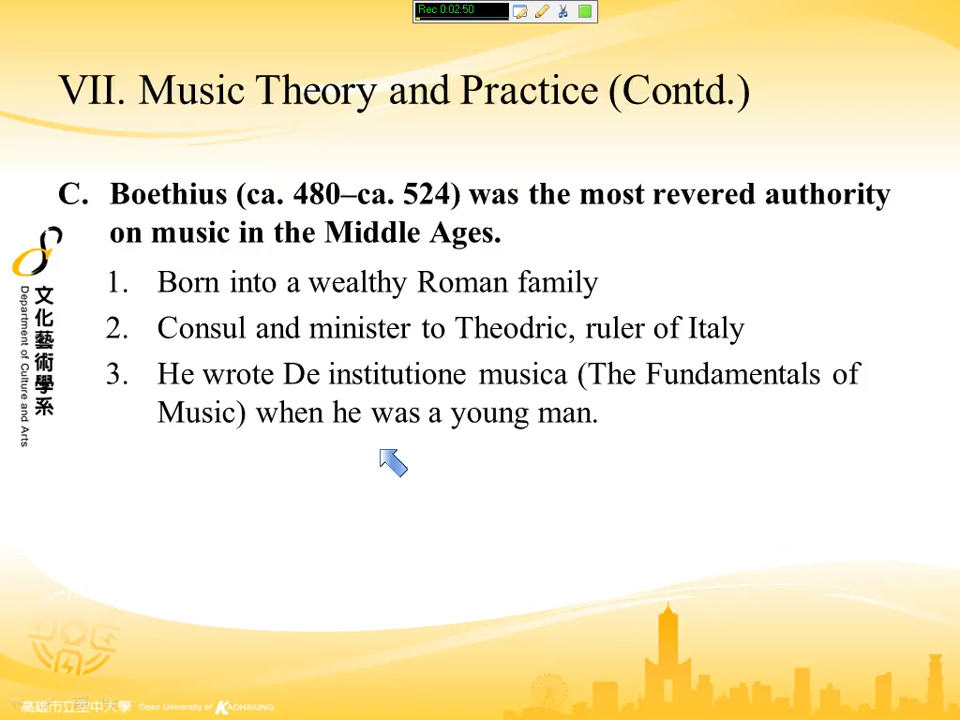 Rec 0:02:50
VII. Music Theory and Practice (Contd.)
C. Boethius (ca. 480–ca. 524) was the most revered authority
on music in the Middle Ages.
1. Born into a wealthy Roman family
2. Consul and minister to Theodric, ruler of Italy
3. He wrote De institutione musica (The Fundamentals of
Music) when he was a young man.
文化藝術學系
Department of Culture and Arts
高雄市立空中大學 Open University of KAOHSIUNG